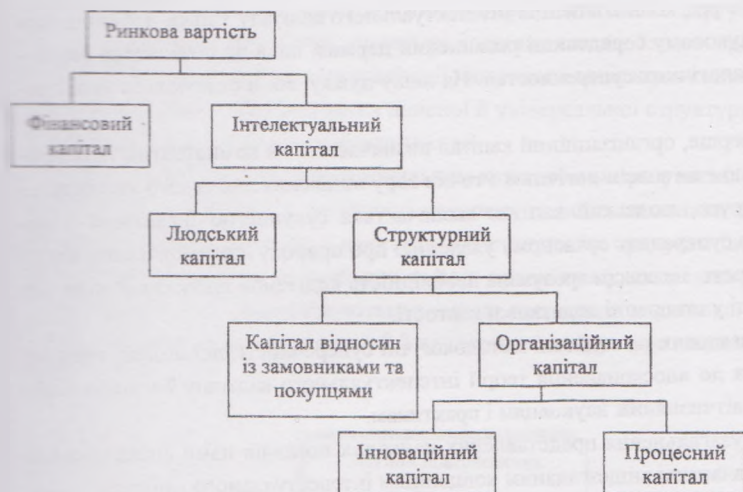 Ринкова вартість
Фінансовий
капітал
Інтелектуальний
капітал
Людський
капітал
Структурний
капітал
Капітал відносин
із замовниками та
покупцями
Організаційний
капітал
Інноваційний
капітал
Процесний
капітал